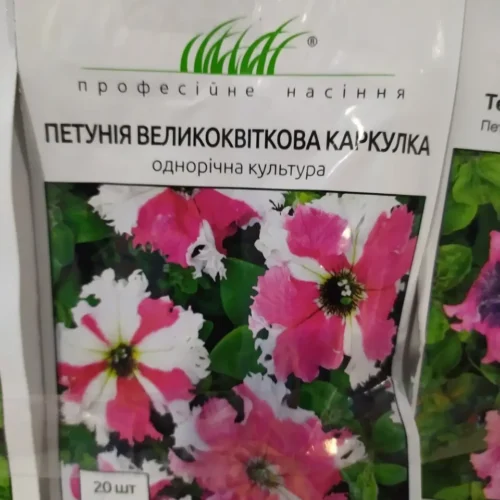 ®
професійне насіння
ПЕТУНІЯ ВЕЛИКОКВІТКОВА КАРКУЛКА
однорічна культура
20 шт